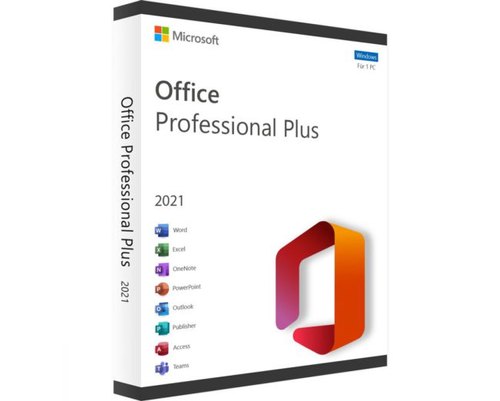 Microsoft
Windows
Für 1 PC
Office
Professional Plus
2021
Word
Excel
OneNote
PowerPoint
Outlook
Publisher
Access
Teams
Office Professional Plus 2021